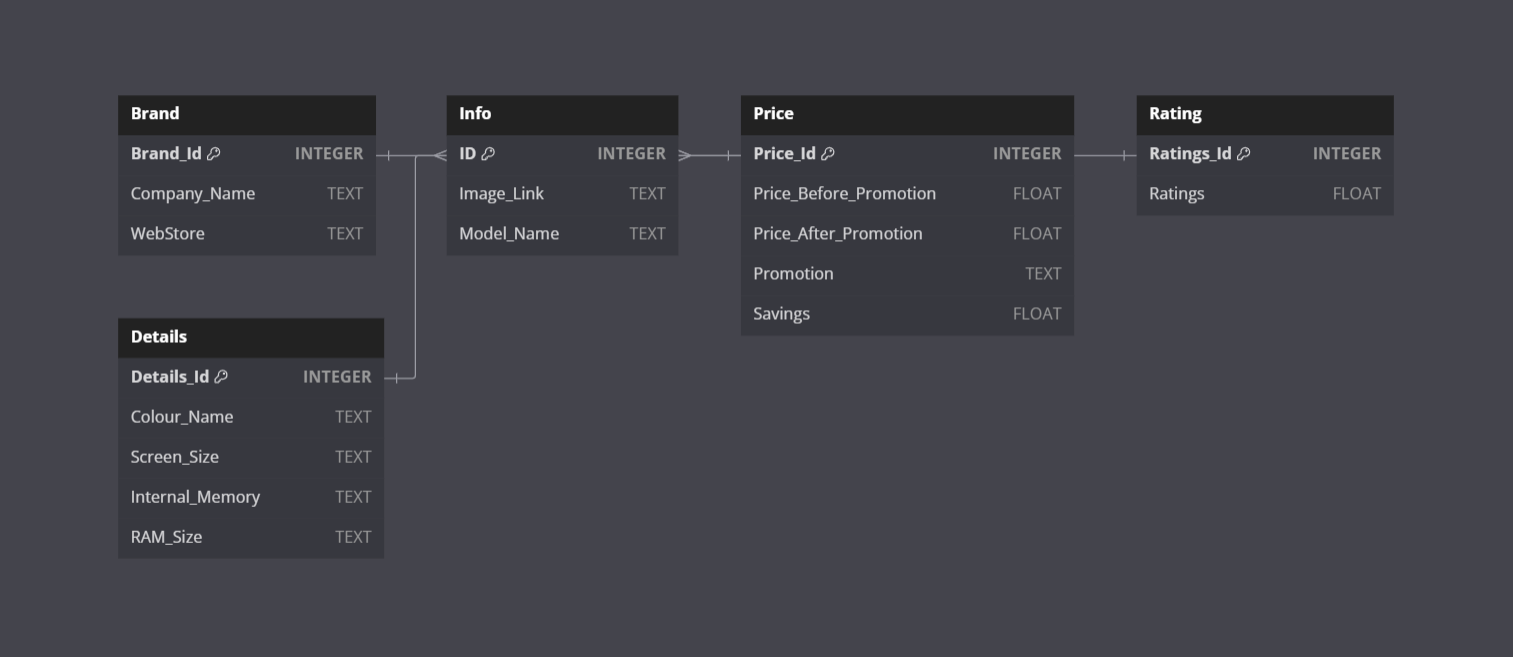 Brand
Brand_Id INTEGER
Company_Name TEXT
WebStore TEXT
Info
ID INTEGER
Image_Link TEXT
Model_Name TEXT
Price
Price_Id INTEGER
Price_Before_Promotion FLOAT
Price_After_Promotion FLOAT
Promotion TEXT
Savings FLOAT
Rating
Ratings_Id INTEGER
Ratings FLOAT
Details
Details_Id INTEGER
Colour_Name TEXT
Screen_Size TEXT
Internal_Memory TEXT
RAM_Size TEXT